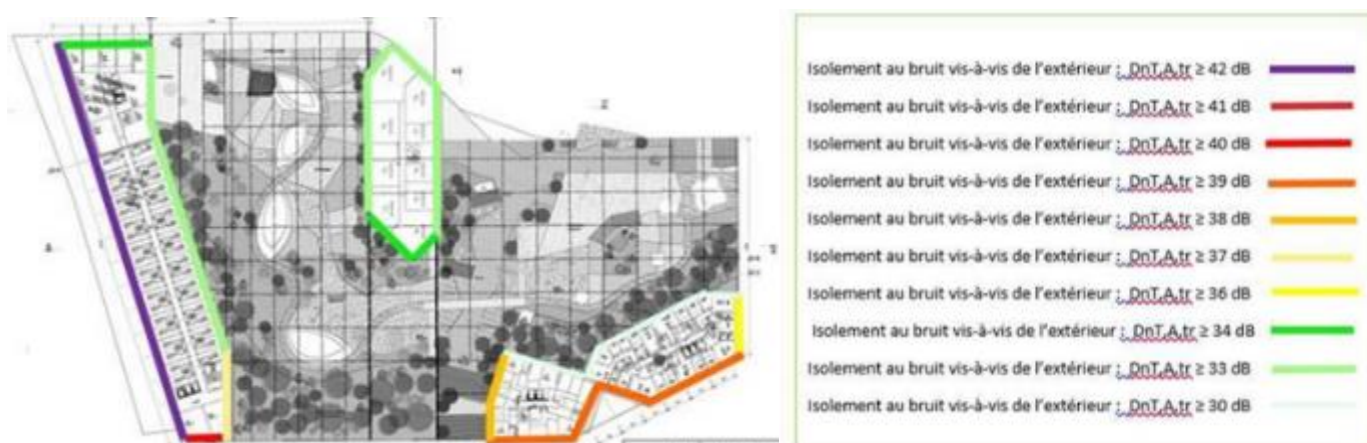 Isolement au bruit vis-à-vis de l'extérieur : DnT,A,tr ≥ 42 dB
Isolement au bruit vis-à-vis de l'extérieur : DnT,A,tr ≥ 41 dB
Isolement au bruit vis-à-vis de l'extérieur : DnT,A,tr ≥ 40 dB
Isolement au bruit vis-à-vis de l'extérieur : DnT,A,tr ≥ 39 dB
Isolement au bruit vis-à-vis de l'extérieur : DnT,A,tr ≥ 38 dB
Isolement au bruit vis-à-vis de l'extérieur : DnT,A,tr ≥ 37 dB
Isolement au bruit vis-à-vis de l'extérieur : DnT,A,tr ≥ 36 dB
Isolement au bruit vis-à-vis de l'extérieur : DnT,A,tr ≥ 34 dB
Isolement au bruit vis-à-vis de l'extérieur : DnT,A,tr ≥ 33 dB
Isolement au bruit vis-à-vis de l'extérieur : DnT,A,tr ≥ 30 dB